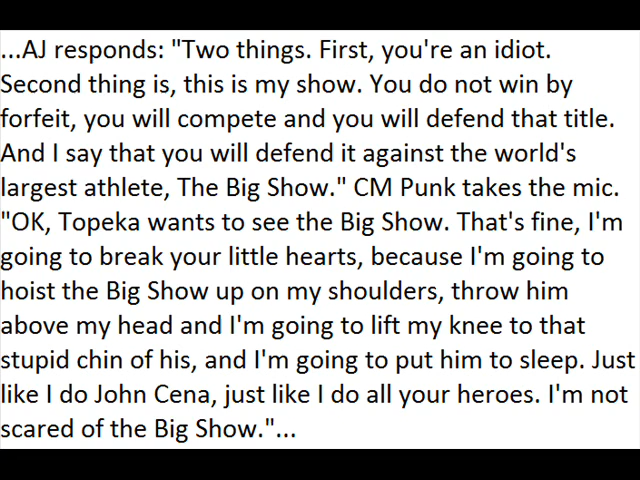 ...AJ responds: "Two things. First, you're an idiot.
Second thing is, this is my show. You do not win by
forfeit, you will compete and you will defend that title.
And I say that you will defend it against the world's
largest athlete, The Big Show." CM Punk takes the mic.
"OK, Topeka wants to see the Big Show. That's fine, I'm
going to break your little hearts, because I'm going to
hoist the Big Show up on my shoulders, throw him
above my head and I'm going to lift my knee to that
stupid chin of his, and I'm going to put him to sleep. Just
like I do John Cena, just like I do all your heroes. I'm not
scared of the Big Show."...